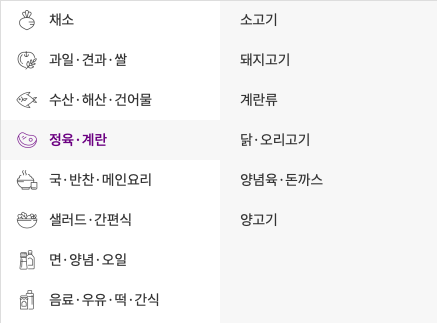 채소
과일·견과·쌀
수산·해산·건어물
정육·계란
국·반찬·메인요리
샐러드·간편식
면·양념·오일
음료·우유·떡·간식
소고기
돼지고기
계란류
닭·오리고기
양념육·돈까스
양고기